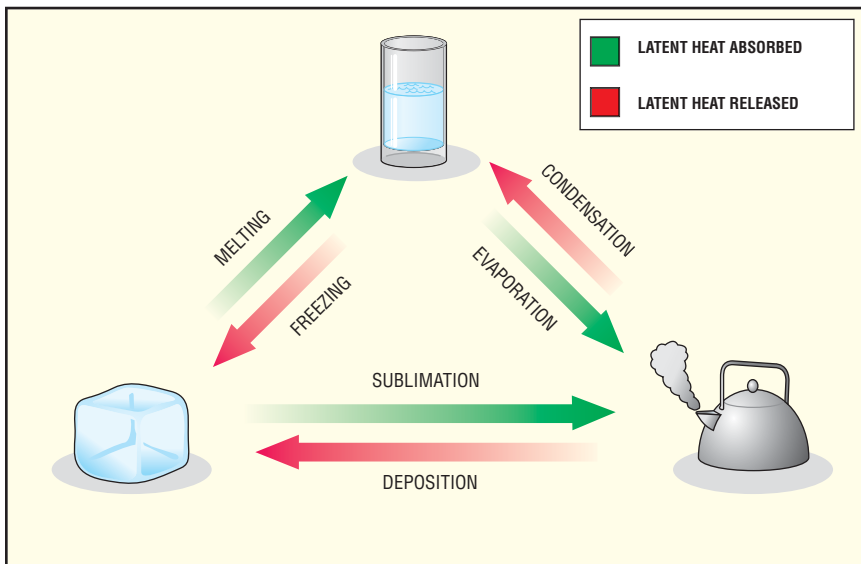 LATENT HEAT ABSORBED
LATENT HEAT RELEASED
MELTING
FREEZING
CONDENSATION
EVAPORATION
SUBLIMATION
DEPOSITION